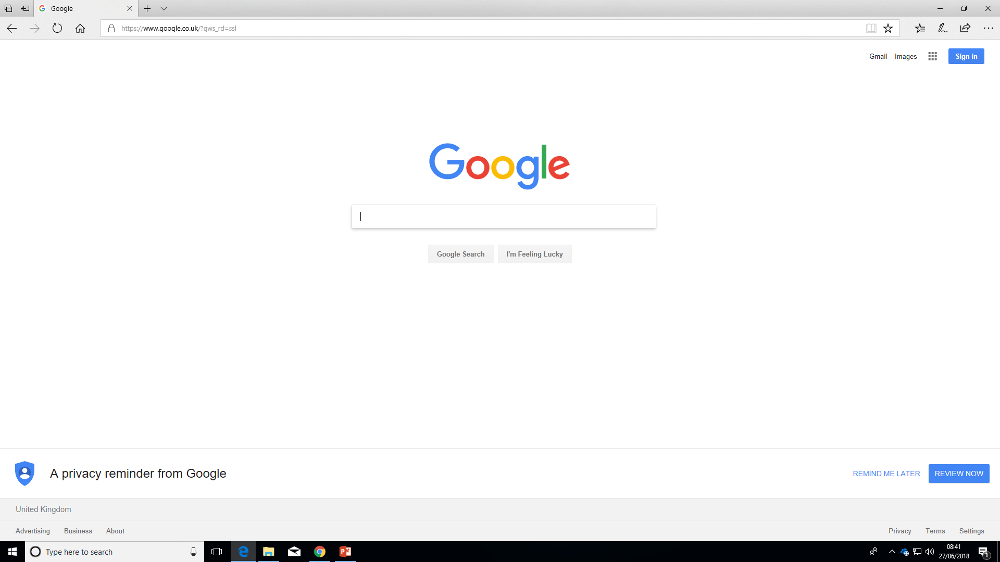 Google
https://www.google.co.uk/?gws_rd=ssl
Gmail Images Sign in
Google
Google Search I'm Feeling Lucky
A privacy reminder from Google REMIND ME LATER REVIEW NOW
United Kingdom
Advertising Business About Privacy Terms Settings
Type here to search
08:41
27/06/2018
1